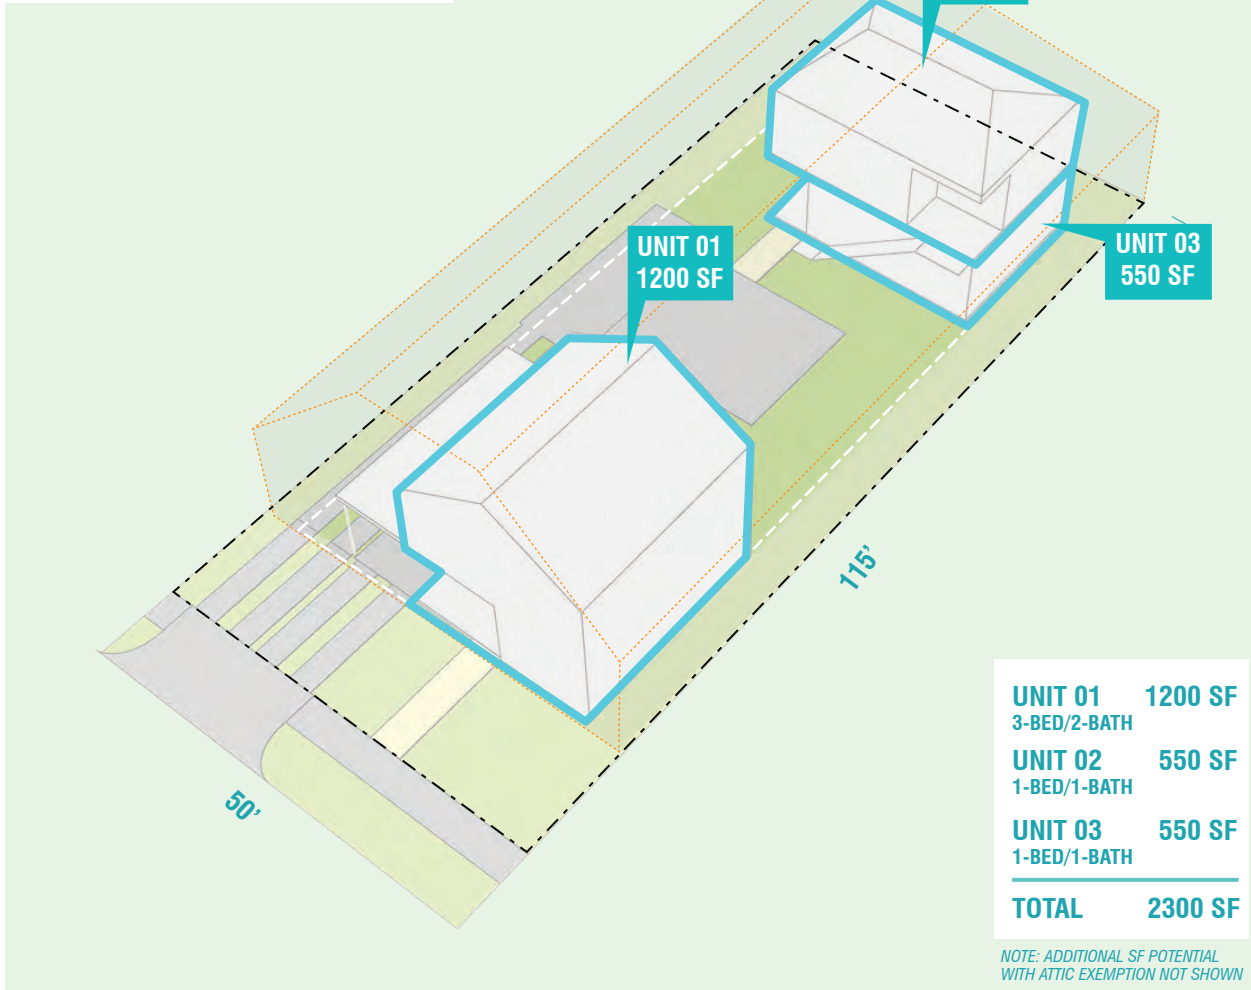 UNIT 01
1200 SF
UNIT 03
550 SF
115’
50’
UNIT 01 1200 SF
3-BED/2-BATH
UNIT 02 550 SF
1-BED/1-BATH
UNIT 03 550 SF
1-BED/1-BATH
TOTAL 2300 SF
NOTE: ADDITIONAL SF POTENTIAL
WITH ATTIC EXEMPTION NOT SHOWN